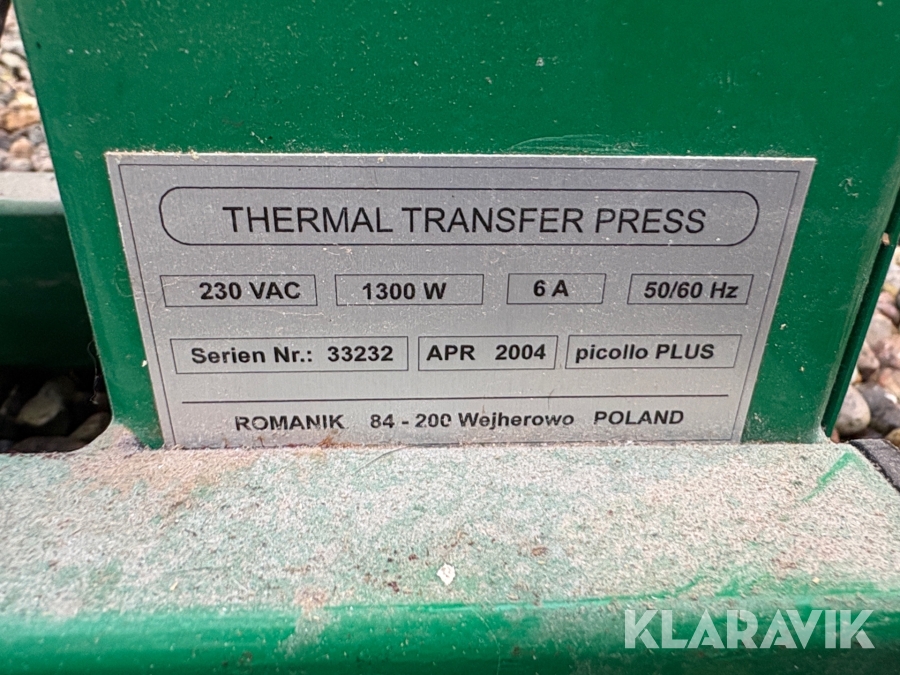 THERMAL TRANSFER PRESS
230 VAC 1300 W 6 A 50/60 Hz
Serien Nr.: 33232 APR 2004 picollo PLUS
ROMANIK 84 - 200 Wejherowo POLAND
KLARAVIK